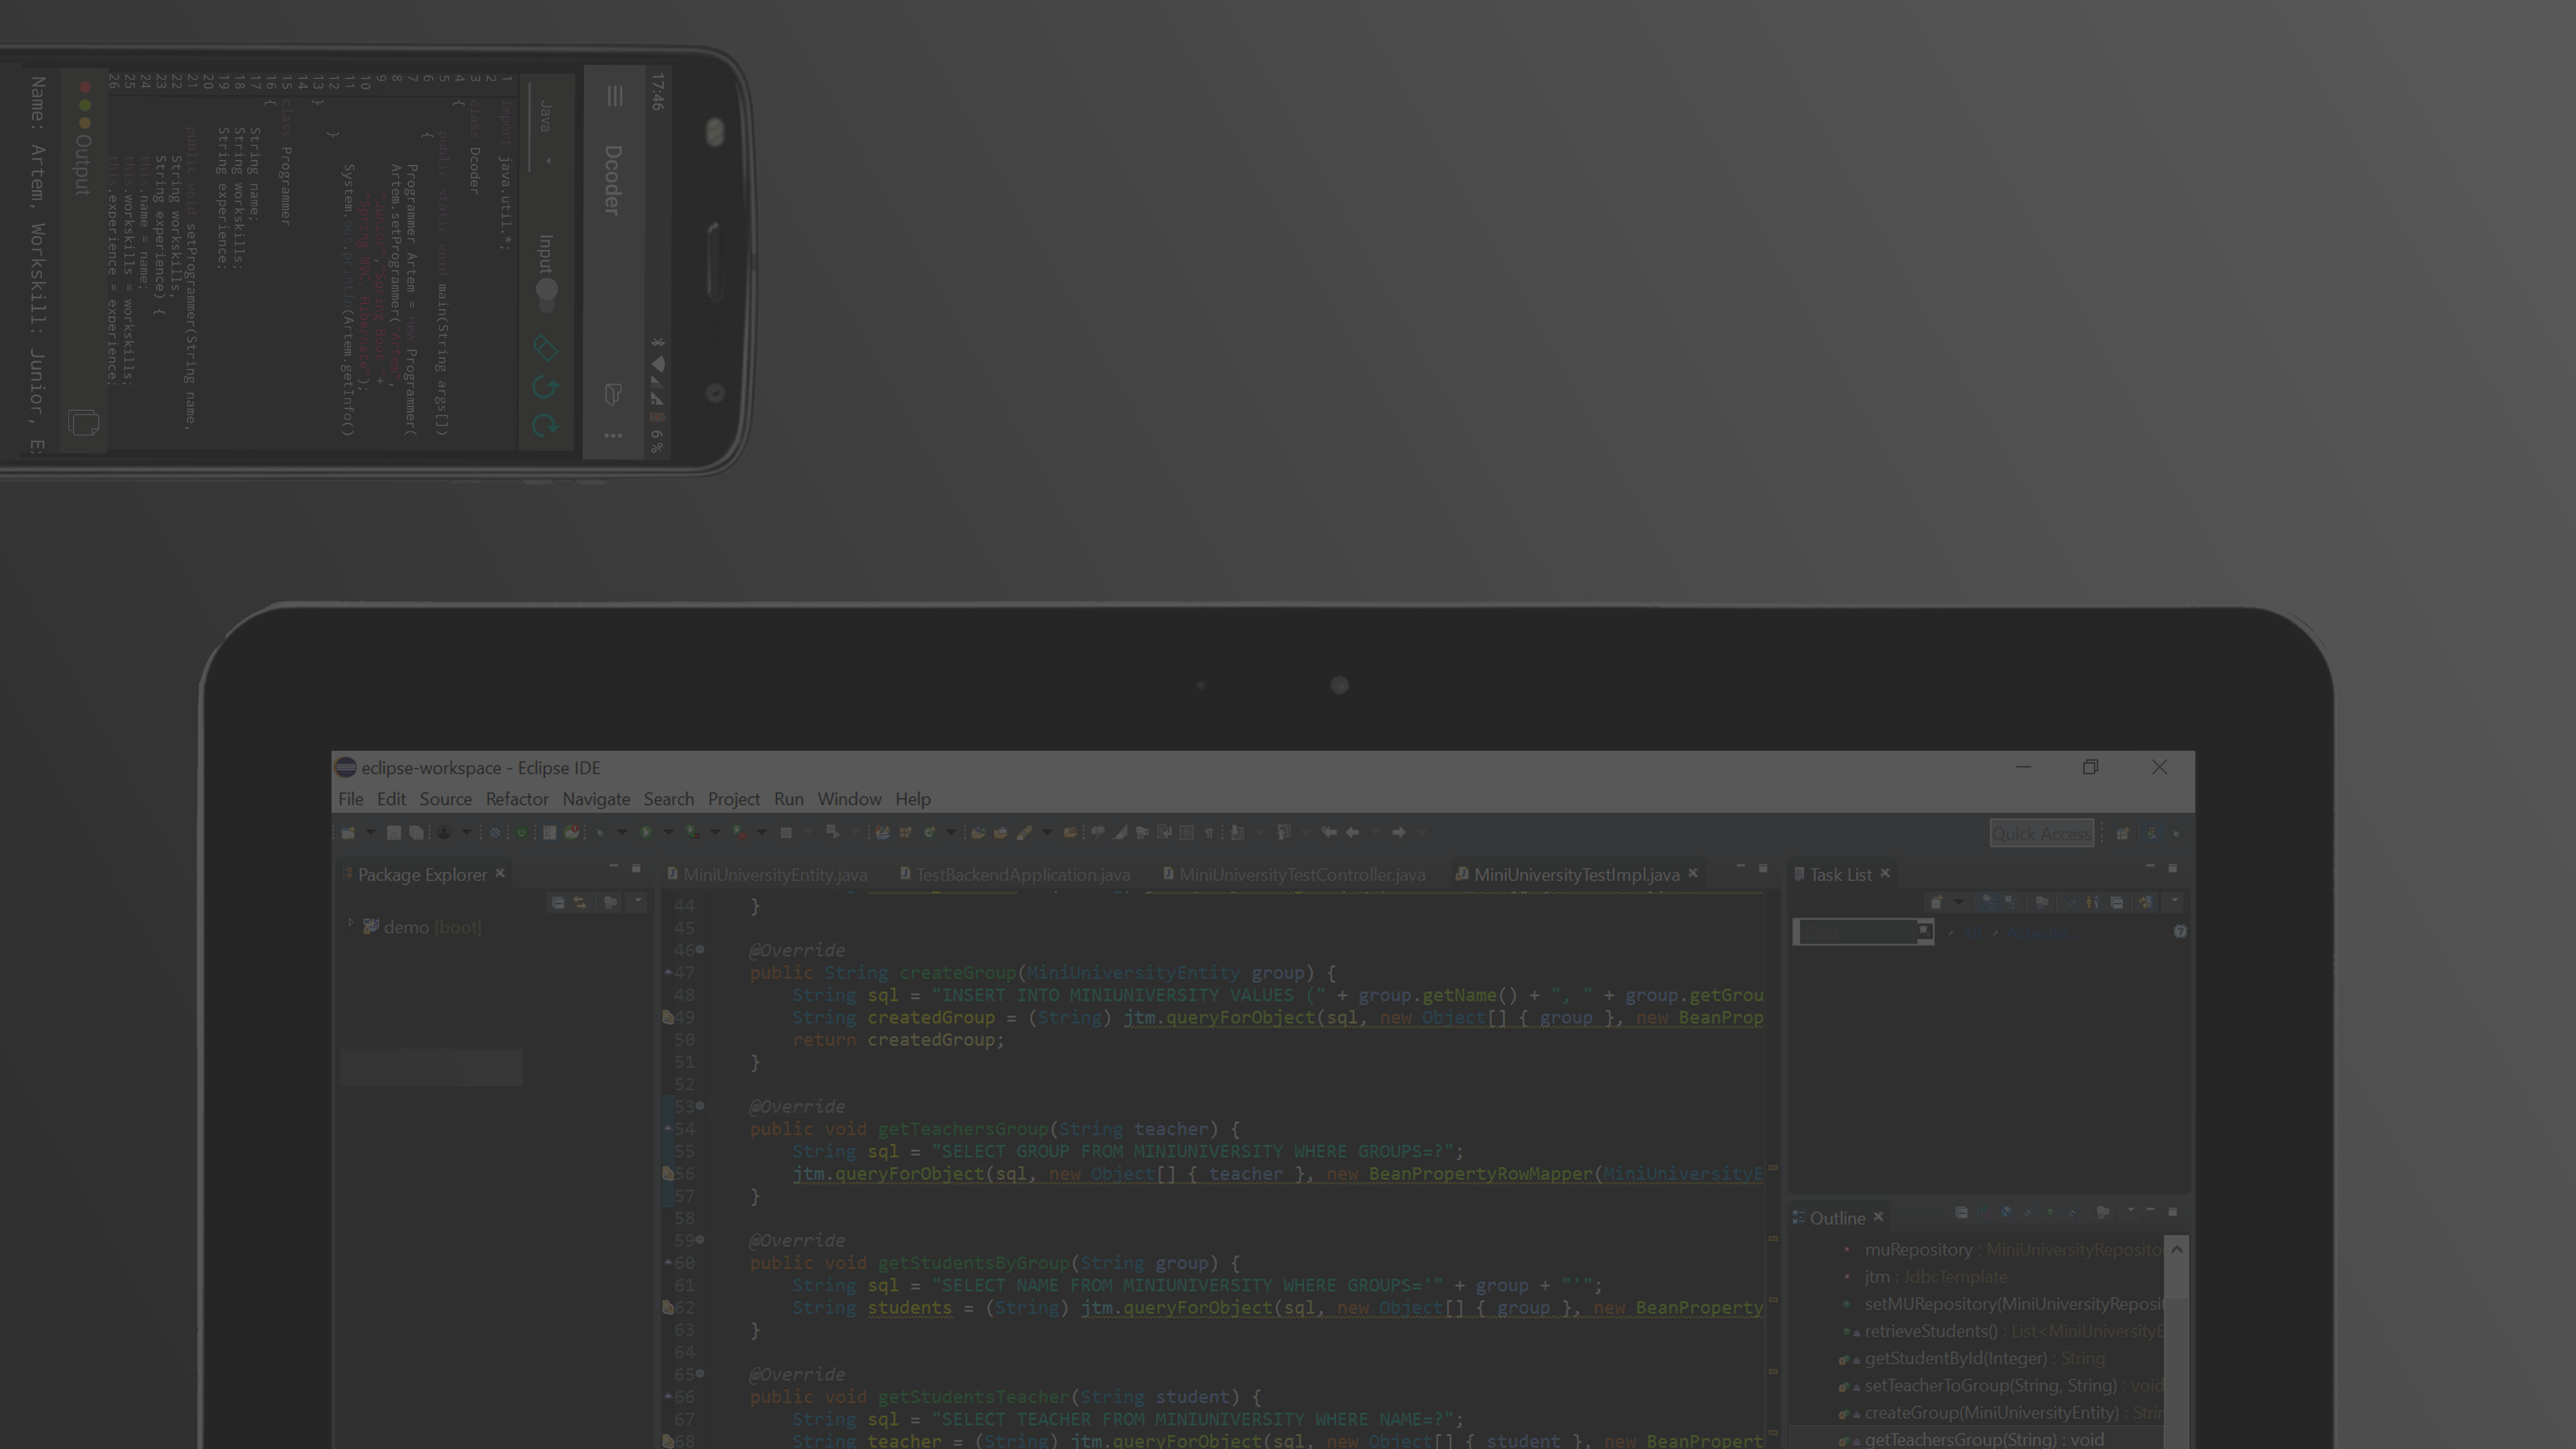 17:46
6 %
Dcoder
Java
Input
1 import java.util.*;
2
3 class Dcoder
4 {
5 public static void main(String args[])
6 {
7 Programmer Artem = new Programmer(
8 Artem.setProgrammer("Artem",
9 "Junior","Spring Boot,"+
10 "Spring MVC, Hibernate");
11 System.out.println(Artem.getInfo()
12 }
13 }
14
15 class Programmer
16 {
17 String name;
18 String workskills;
19 String experience;
20
21 public void setProgrammer(String name,
22 String workskills,
23 String experience) {
24 this.name = name;
25 this.workskills = workskills;
26 this.experience = experience;
Output
Name: Artem, Workskill: Junior, E
eclipse-workspace - Eclipse IDE
File Edit Source Refactor Navigate Search Project Run Window Help
Quick Access
Package Explorer
demo [boot]
MiniUniversityEntity.java TestBackendApplication.java MiniUniversityTestController.java MiniUniversityTestImpl.java
44 }
45
46 @Override
47 public String createGroup(MiniUniversityEntity group) {
48 String sql = "INSERT INTO MINIUNIVERSITY VALUES (" + group.getName() + ", " + group.getGrou
49 String createdGroup = (String) jtm.queryForObject(sql, new Object[] { group }, new BeanProp
50 return createdGroup;
51 }
52
53 @Override
54 public void getTeachersGroup(String teacher) {
55 String sql = "SELECT GROUP FROM MINIUNIVERSITY WHERE GROUPS=?";
56 jtm.queryForObject(sql, new Object[] { teacher }, new BeanPropertyRowMapper(MiniUniversityE
57 }
58
59 @Override
60 public void getStudentsByGroup(String group) {
61 String sql = "SELECT NAME FROM MINIUNIVERSITY WHERE GROUPS='" + group + "'";
62 String students = (String) jtm.queryForObject(sql, new Object[] { group }, new BeanProperty
63 }
64
65 @Override
66 public void getStudentsTeacher(String student) {
67 String sql = "SELECT TEACHER FROM MINIUNIVERSITY WHERE NAME=?";
68 String teacher = (String) jtm.queryForObject(sql, new Object[] { student }, new BeanPropert
Task List
All Activate...
Outline
muRepository : MiniUniversityReposito
jtm : JdbcTemplate
setMURepository(MiniUniversityReposit
retrieveStudents() : List<MiniUniversityE
getStudentById(Integer) : String
setTeacherToGroup(String, String) : void
createGroup(MiniUniversityEntity) : Strin
getTeachersGroup(String) : void